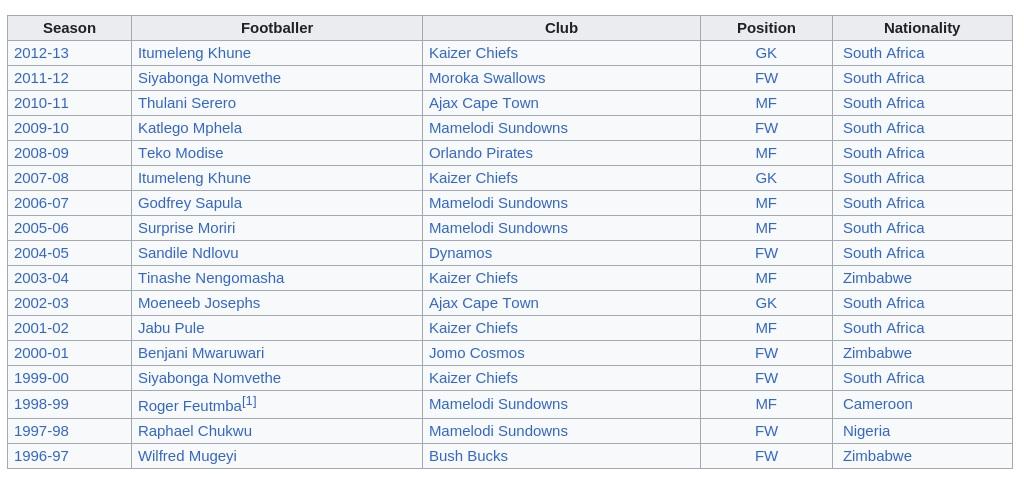 Season Footballer Club Position Nationality
2012-13 Itumeleng Khune Kaizer Chiefs GK South Africa
2011-12 Siyabonga Nomvethe Moroka Swallows FW South Africa
2010-11 Thulani Serero Ajax Cape Town MF South Africa
2009-10 Katlego Mphela Mamelodi Sundowns FW South Africa
2008-09 Teko Modise Orlando Pirates MF South Africa
2007-08 Itumeleng Khune Kaizer Chiefs GK South Africa
2006-07 Godfrey Sapula Mamelodi Sundowns MF South Africa
2005-06 Surprise Moriri Mamelodi Sundowns MF South Africa
2004-05 Sandile Ndlovu Dynamos FW South Africa
2003-04 Tinashe Nengomasha Kaizer Chiefs MF Zimbabwe
2002-03 Moeneeb Josephs Ajax Cape Town GK South Africa
2001-02 Jabu Pule Kaizer Chiefs MF South Africa
2000-01 Benjani Mwaruwari Jomo Cosmos FW Zimbabwe
1999-00 Siyabonga Nomvethe Kaizer Chiefs FW South Africa
1998-99 Roger Feutmba[1] Mamelodi Sundowns MF Cameroon
1997-98 Raphael Chukwu Mamelodi Sundowns FW Nigeria
1996-97 Wilfred Mugeyi Bush Bucks FW Zimbabwe